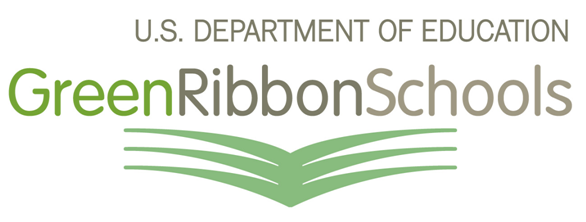 U.S. DEPARTMENT OF EDUCATION
GreenRibbonSchools